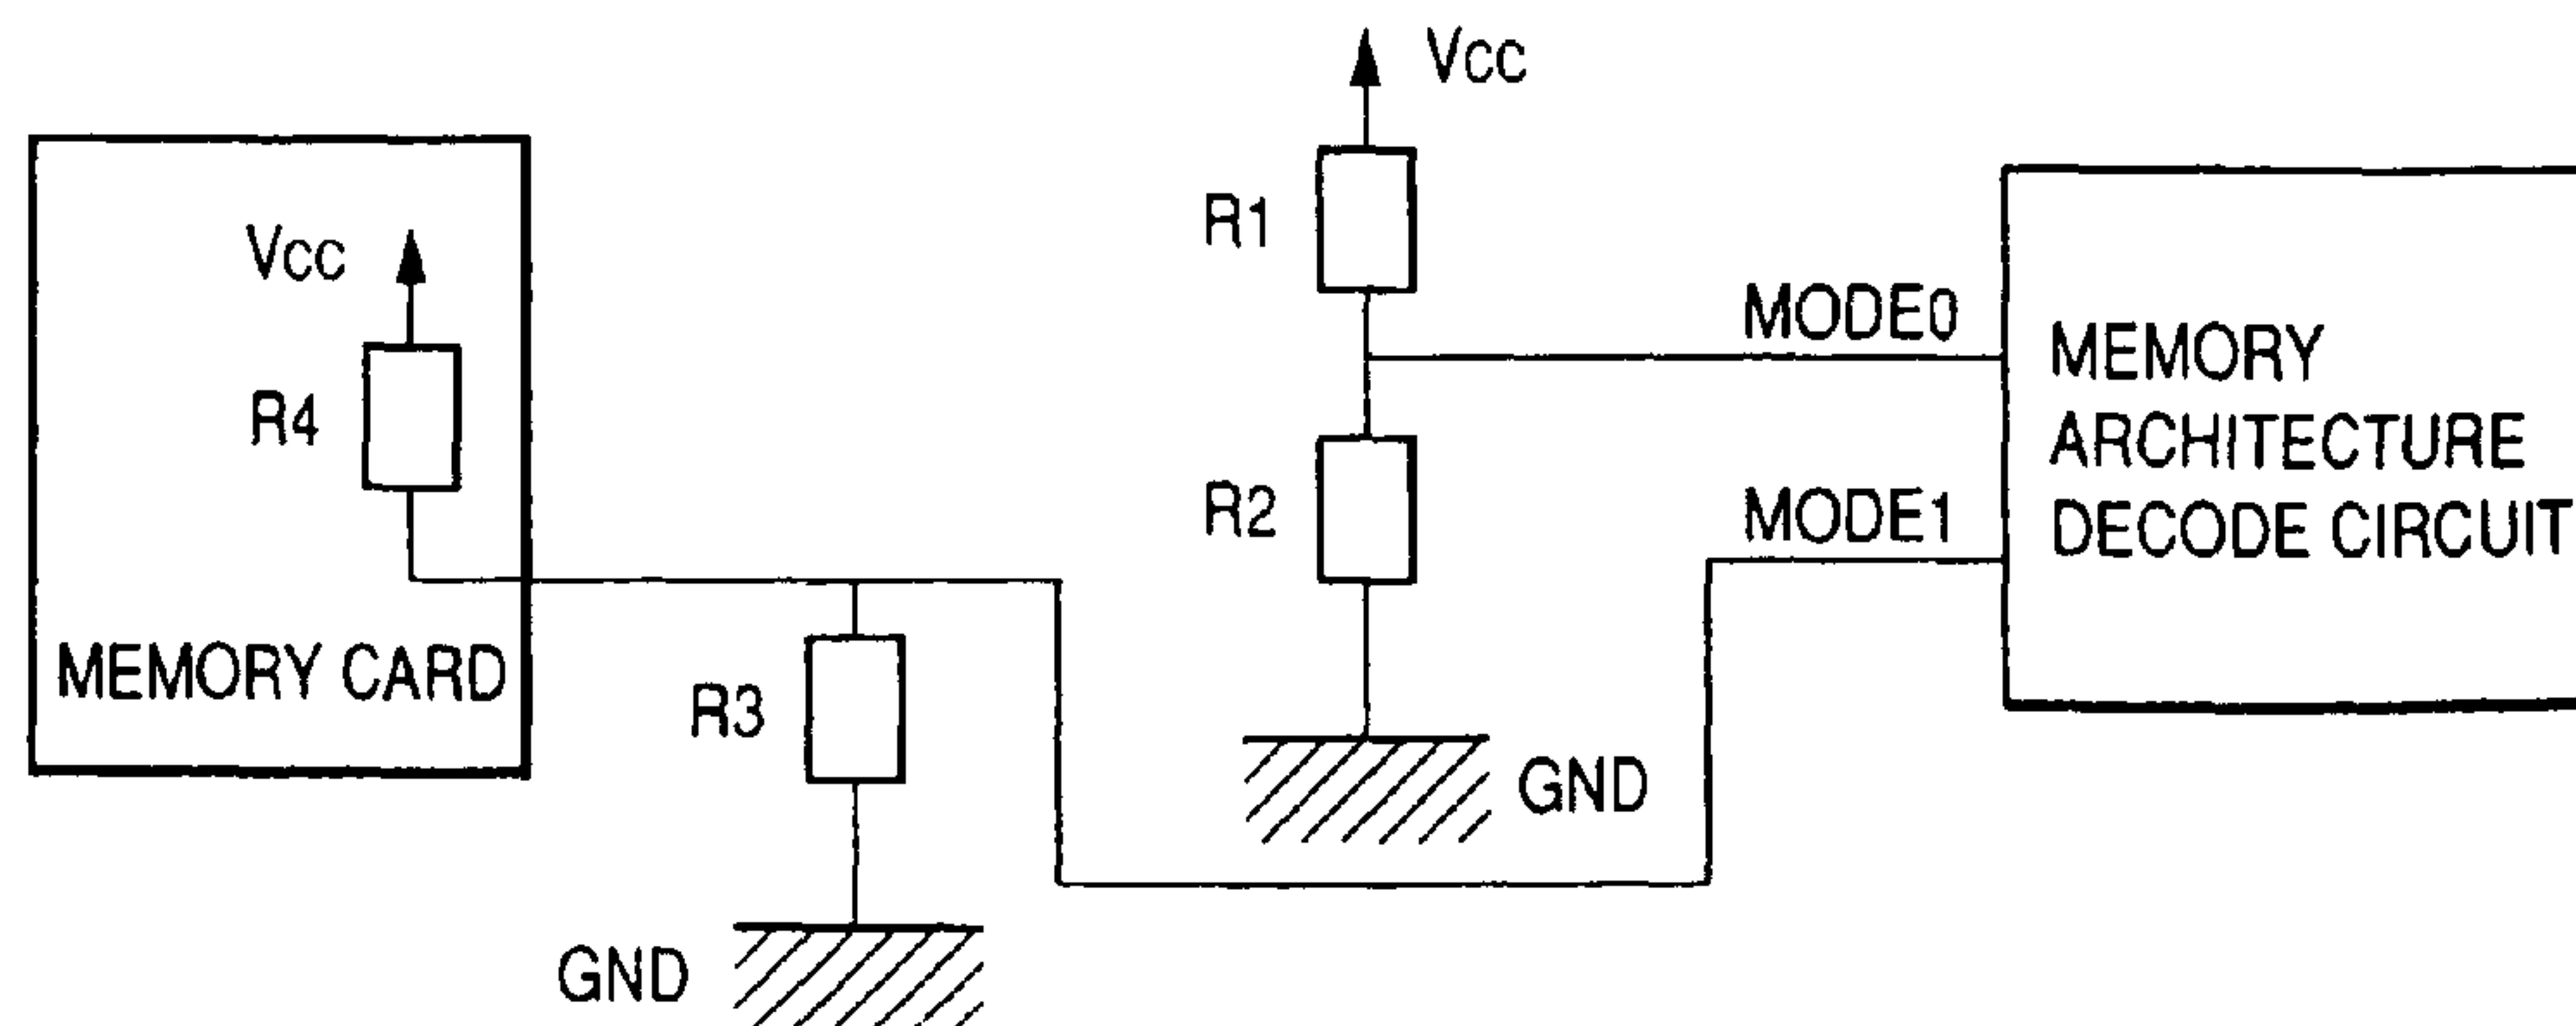 Vcc
R1
Vcc
R4
MODE0
MEMORY
ARCHITECTURE
DECODE CIRCUIT
R2
MODE1
MEMORY CARD
R3
GND
GND